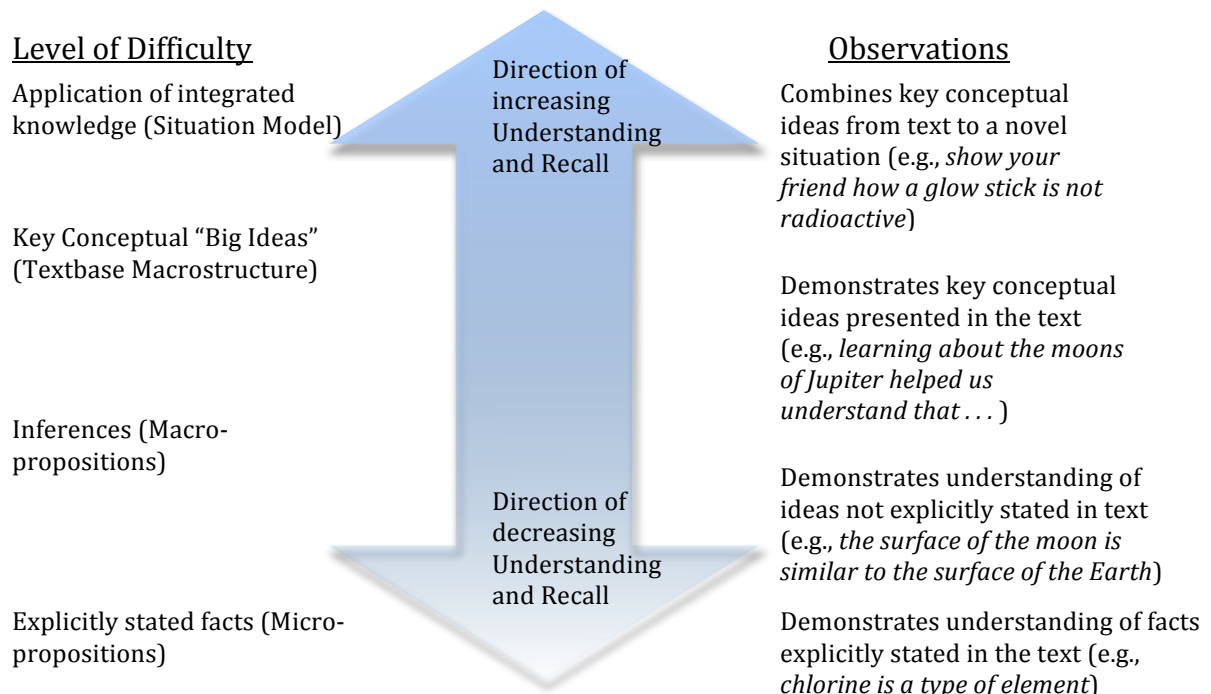 Level of Difficulty
Application of integrated
knowledge (Situation Model)
Key Conceptual “Big Ideas”
(Textbase Macrostructure)
Inferences (Macro-
propositions)
Explicitly stated facts (Micro-
propositions)
Direction of
increasing
Understanding
and Recall
Direction of
decreasing
Understanding
and Recall
Observations
Combines key conceptual
ideas from text to a novel
situation (e.g., show your
friend how a glow stick is not
radioactive)
Demonstrates key conceptual
ideas presented in the text
(e.g., learning about the moons
of Jupiter helped us
understand that . . . )
Demonstrates understanding of
ideas not explicitly stated in text
(e.g., the surface of the moon is
similar to the surface of the Earth)
Demonstrates understanding of facts
explicitly stated in the text (e.g.,
chlorine is a type of element)